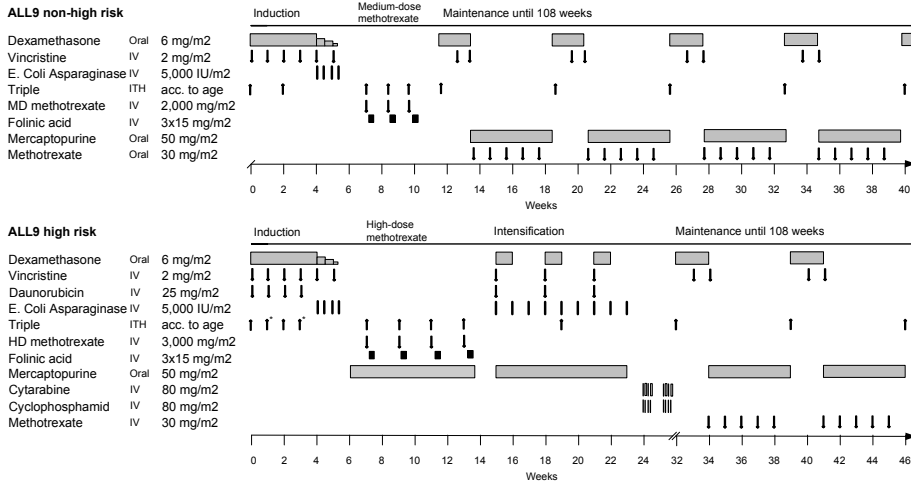 ALL9 non-high risk Induction Medium-dose methotrexate Maintenance until 108 weeks
Dexamethasone Oral 6 mg/m2
Vincristine IV 2 mg/m2
E. Coli Asparaginase IV 5,000 IU/m2
Triple ITH acc. to age
MD methotrexate IV 2,000 mg/m2
Folinic acid IV 3x15 mg/m2
Mercaptopurine Oral 50 mg/m2
Methotrexate Oral 30 mg/m2
0 2 4 6 8 10 12 14 16 18 20 22 24 26 28 30 32 34 36 38 40
Weeks
ALL9 high risk Induction High-dose methotrexate Intensification Maintenance until 108 weeks
Dexamethasone Oral 6 mg/m2
Vincristine IV 2 mg/m2
Daunorubicin IV 25 mg/m2
E. Coli Asparaginase IV 5,000 IU/m2
Triple ITH acc. to age * *
HD methotrexate IV 3,000 mg/m2
Folinic acid IV 3x15 mg/m2
Mercaptopurine Oral 50 mg/m2
Cytarabine IV 80 mg/m2
Cyclophosphamid IV 80 mg/m2
Methotrexate IV 30 mg/m2
0 2 4 6 8 10 12 14 16 18 20 22 24 26 32 34 36 38 40 42 44 46
Weeks Weeks